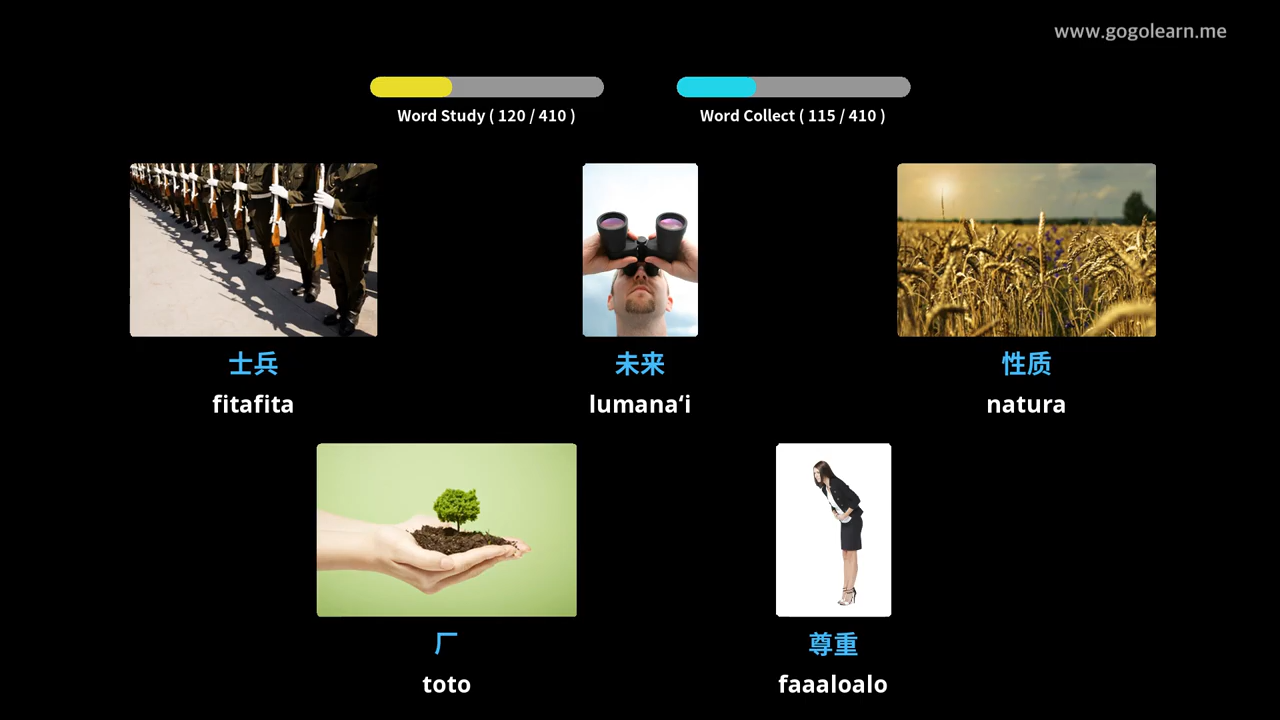 www.gogolearn.me
Word Study ( 120 / 410 )
Word Collect ( 115 / 410 )
士兵
未来
性质
fitafita
lumana‘i
natura
厂
尊重
toto
faaaloalo